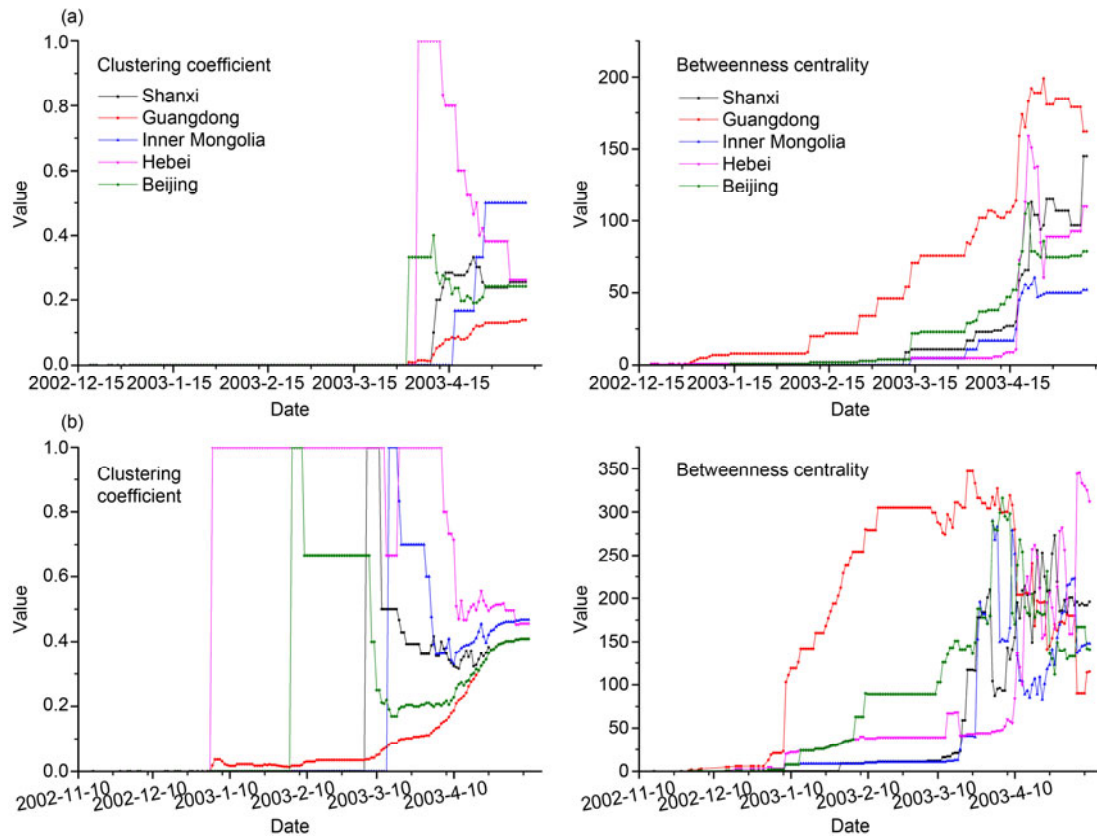 (a)
1.0
0.8
0.6
0.4
0.2
0.0
Value
Clustering coefficient
Shanxi
Guangdong
Inner Mongolia
Hebei
Beijing
2002-12-15
2003-1-15
2003-2-15
2003-3-15
2003-4-15
Date
200
150
100
50
0
Value
Betweenness centrality
Shanxi
Guangdong
Inner Mongolia
Hebei
Beijing
2002-12-15
2003-1-15
2003-2-15
2003-3-15
2003-4-15
Date
(b)
1.0
0.8
0.6
0.4
0.2
0.0
Value
Clustering
coefficient
2002-11-10
2002-12-10
2003-1-10
2003-2-10
2003-3-10
2003-4-10
Date
350
300
250
200
150
100
50
0
Value
Betweenness centrality
2002-11-10
2002-12-10
2003-1-10
2003-2-10
2003-3-10
2003-4-10
Date